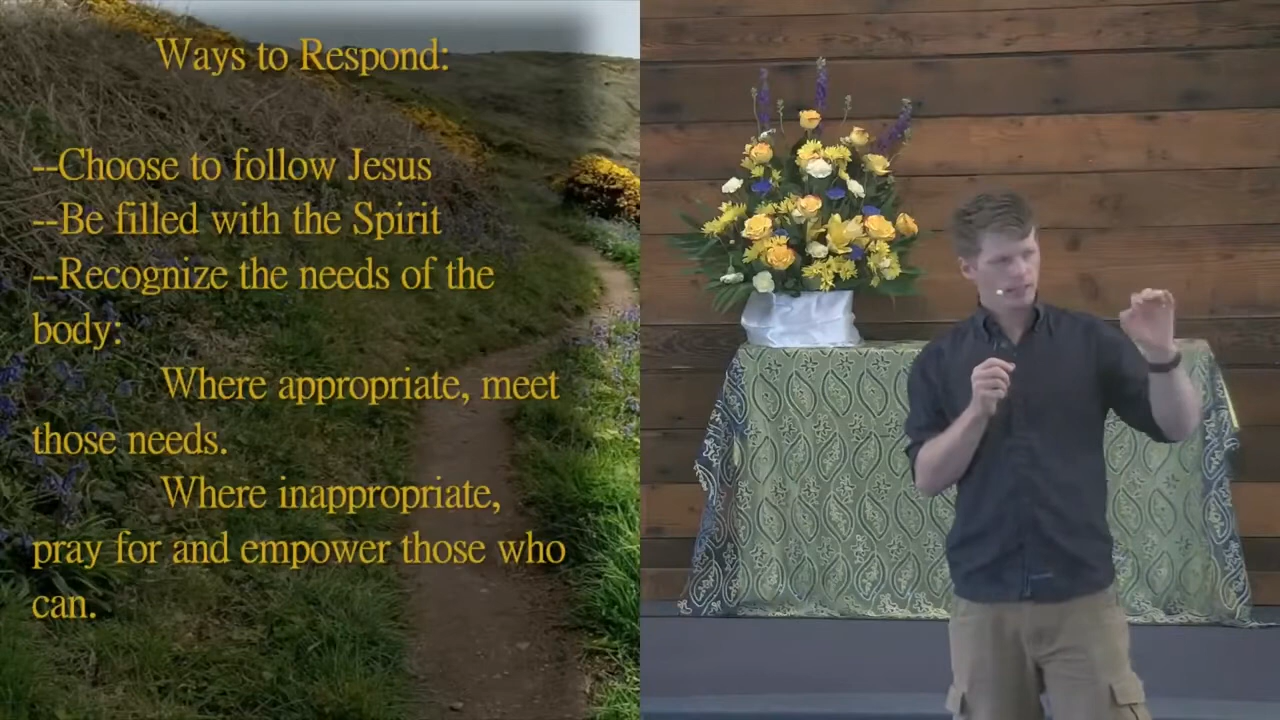 Ways to Respond:
--Choose to follow Jesus
--Be filled with the Spirit
--Recognize the needs of the
body:
Where appropriate, meet
those needs.
Where inappropriate,
pray for and empower those who
can.